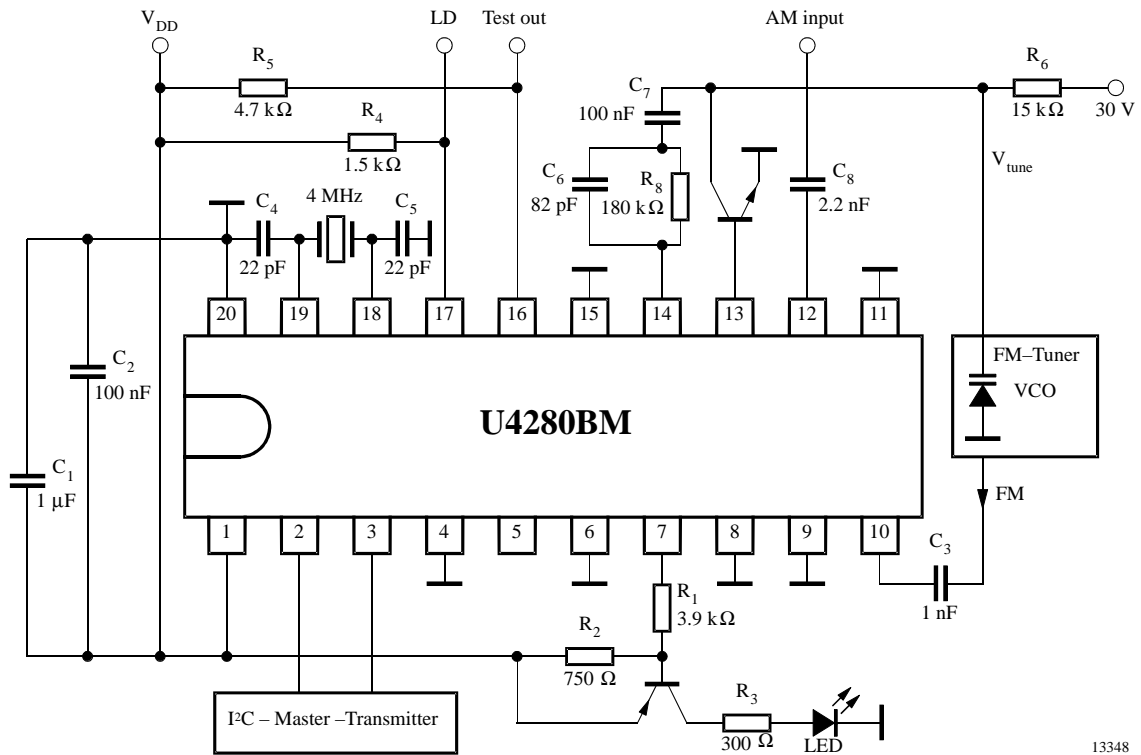 V_DD
LD
Test out
AM input
R_5
4.7 kΩ
R_4
1.5 kΩ
C_7
100 nF
R_6
15 kΩ
30 V
V_tune
C_6
82 pF
R_8
180 kΩ
C_8
2.2 nF
C_4
22 pF
4 MHz
C_5
22 pF
20
19
18
17
16
15
14
13
12
11
C_2
100 nF
C_1
1 μF
U4280BM
FM–Tuner
VCO
FM
1
2
3
4
5
6
7
8
9
10
C_3
1 nF
R_1
3.9 kΩ
R_2
750 Ω
R_3
300 Ω
LED
I²C – Master –Transmitter
13348